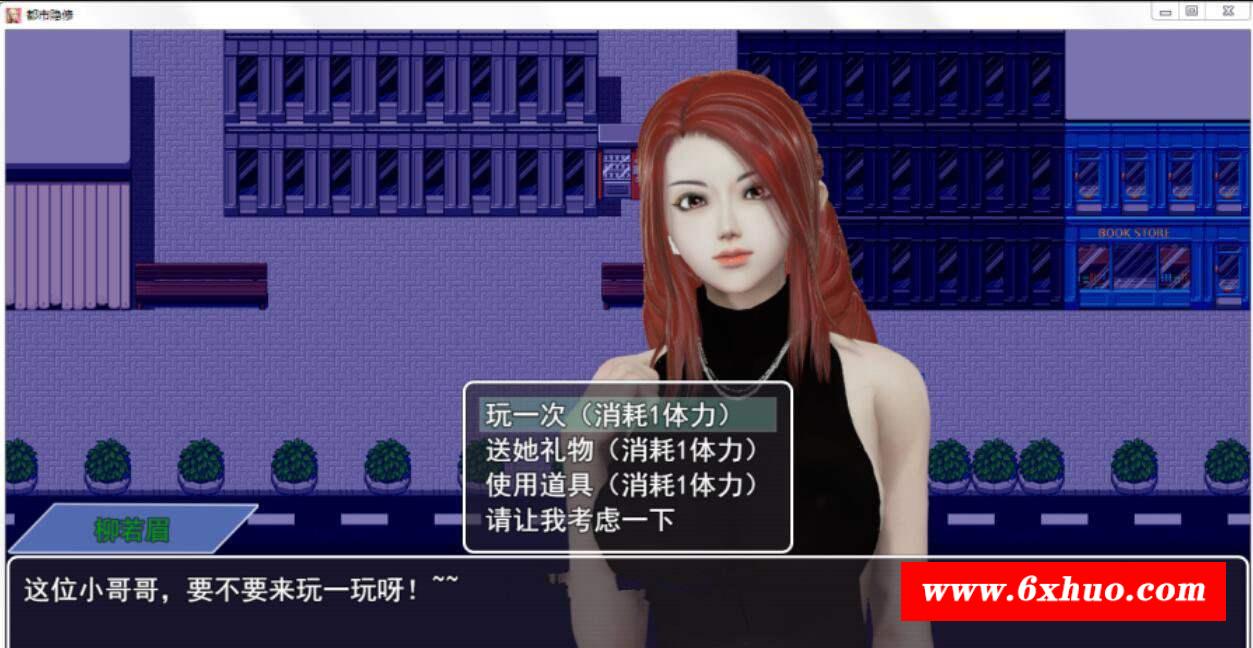 都市隐修
BOOK STORE
玩一次（消耗1体力）
送她礼物（消耗1体力）
使用道具（消耗1体力）
请让我考虑一下
柳若眉
这位小哥哥，要不要来玩一玩呀！~~
www.6xhuo.com